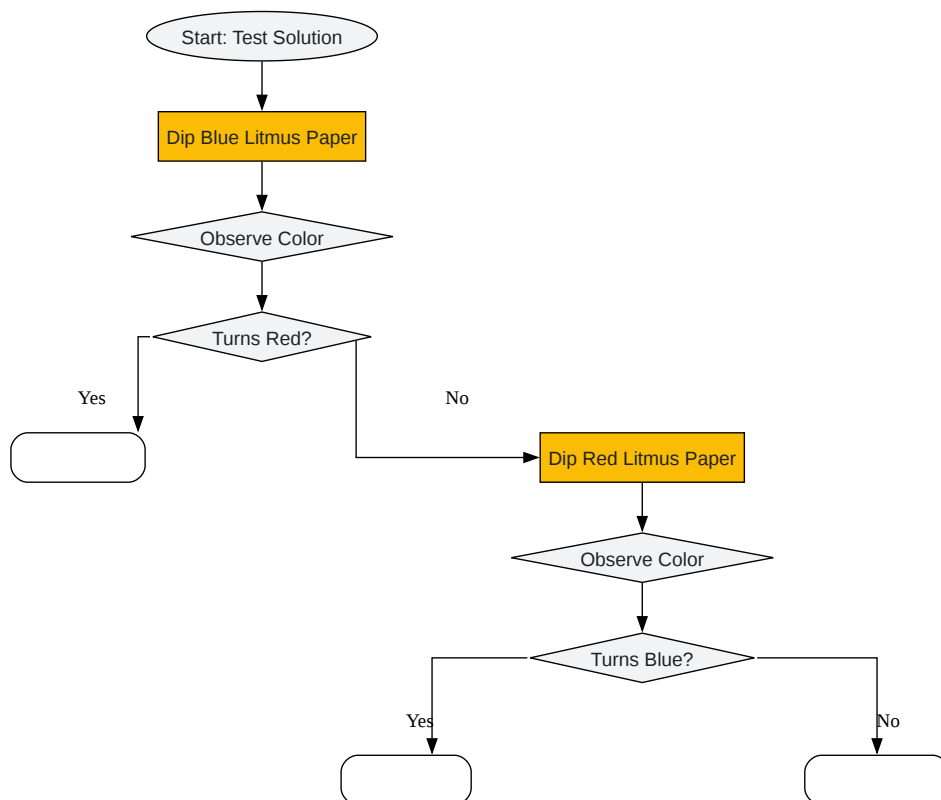 Start: Test Solution
Dip Blue Litmus Paper
Observe Color
Turns Red?
Yes
No
Dip Red Litmus Paper
Observe Color
Turns Blue?
Yes
No